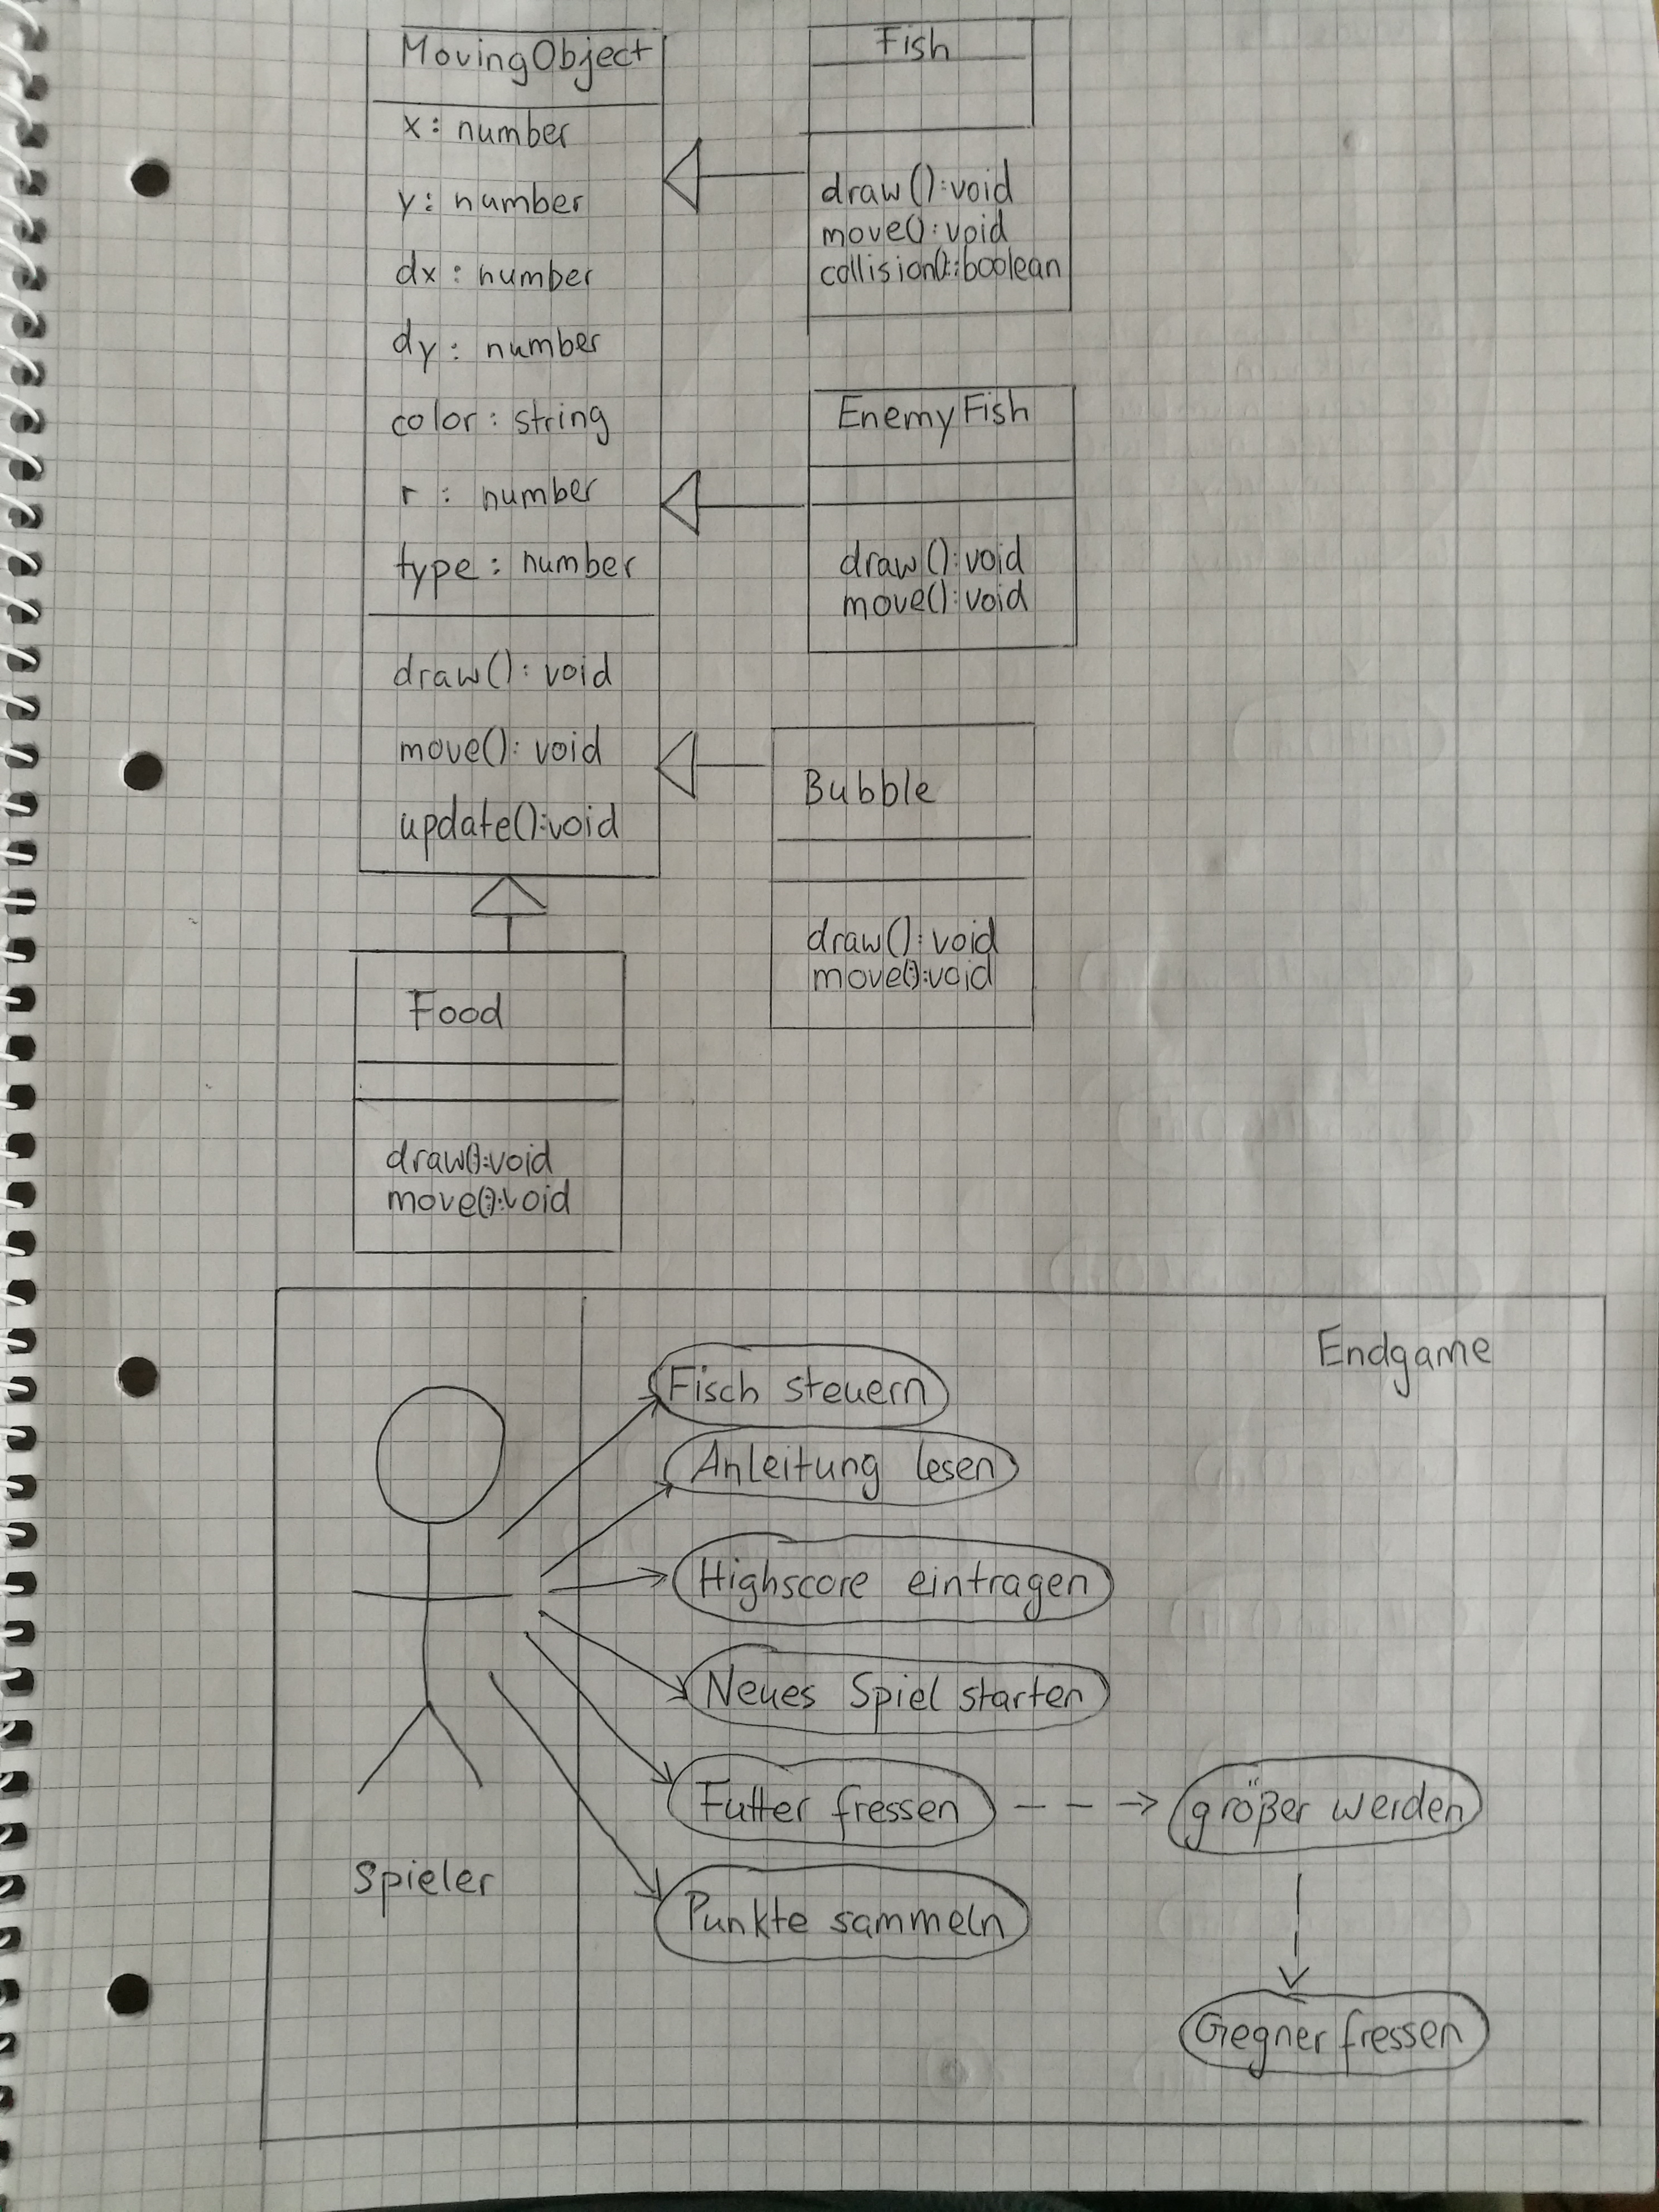 MovingObject
x: number
y: number
dx: number
dy: number
color: string
r: number
type: number
draw(): void
move(): void
update():void
Fish
draw():void
move():void
collision()::boolean
EnemyFish
draw():void
move():void
Bubble
draw():void
move():void
Food
draw():void
move():void
Endgame
Spieler
Fisch steuern
Anleitung lesen
Highscore eintragen
Neues Spiel starten
Futter fressen
größer werden
Punkte sammeln
Gegner fressen